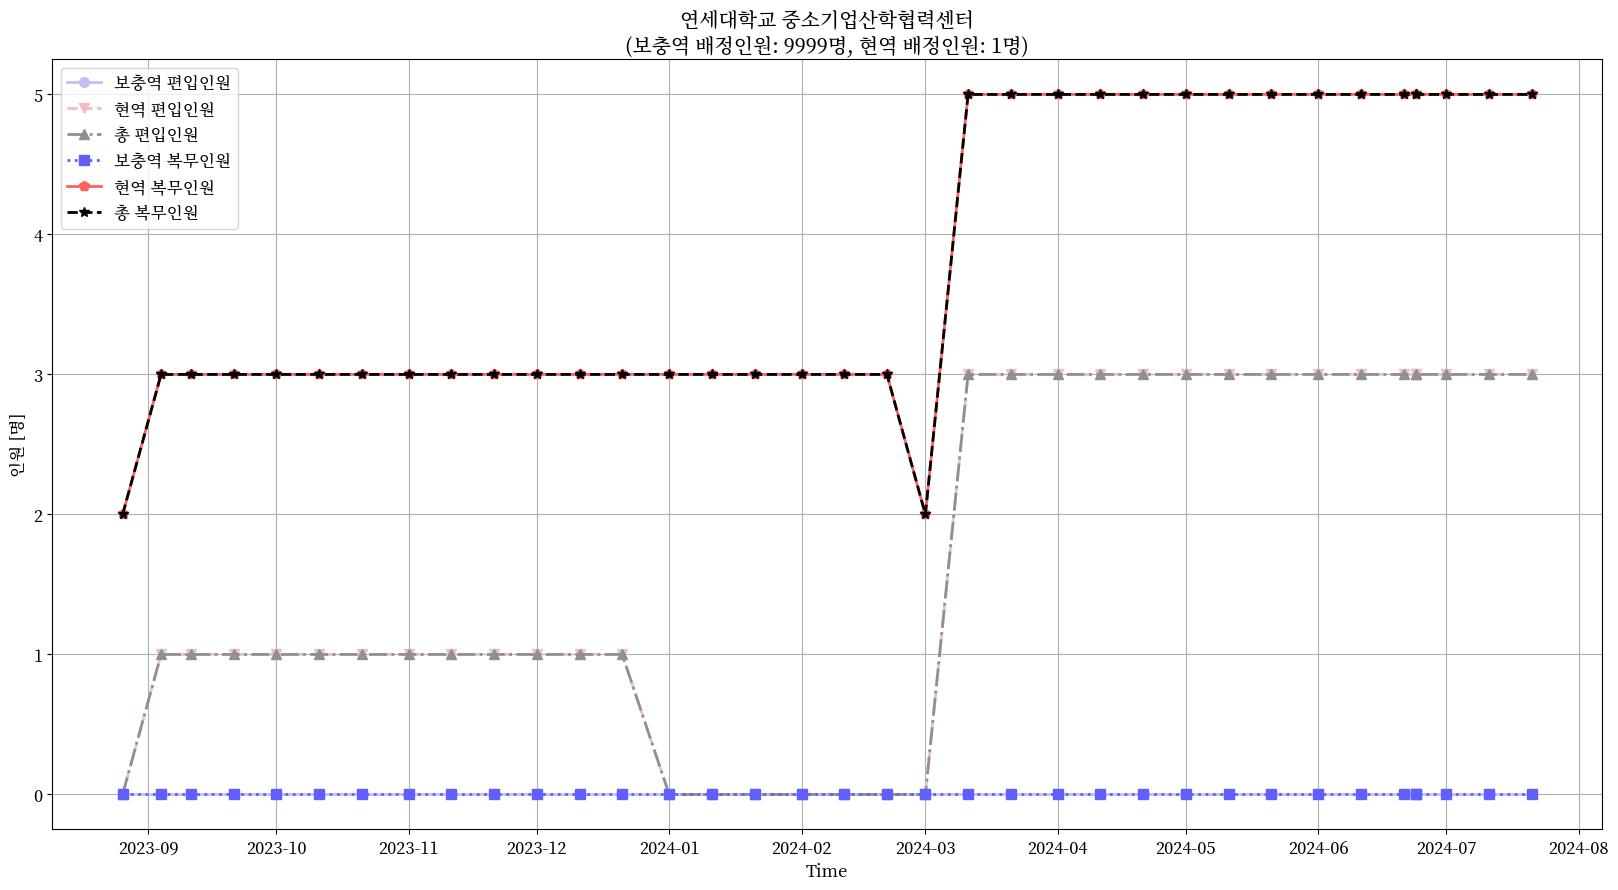 연세대학교 중소기업산학협력센터
(보충역 배정인원: 9999명, 현역 배정인원: 1명)
보충역 편입인원
현역 편입인원
총 편입인원
보충역 복무인원
현역 복무인원
총 복무인원
인원 [명]
5
4
3
2
1
0
2023-09
2023-10
2023-11
2023-12
2024-01
2024-02
2024-03
2024-04
2024-05
2024-06
2024-07
2024-08
Time